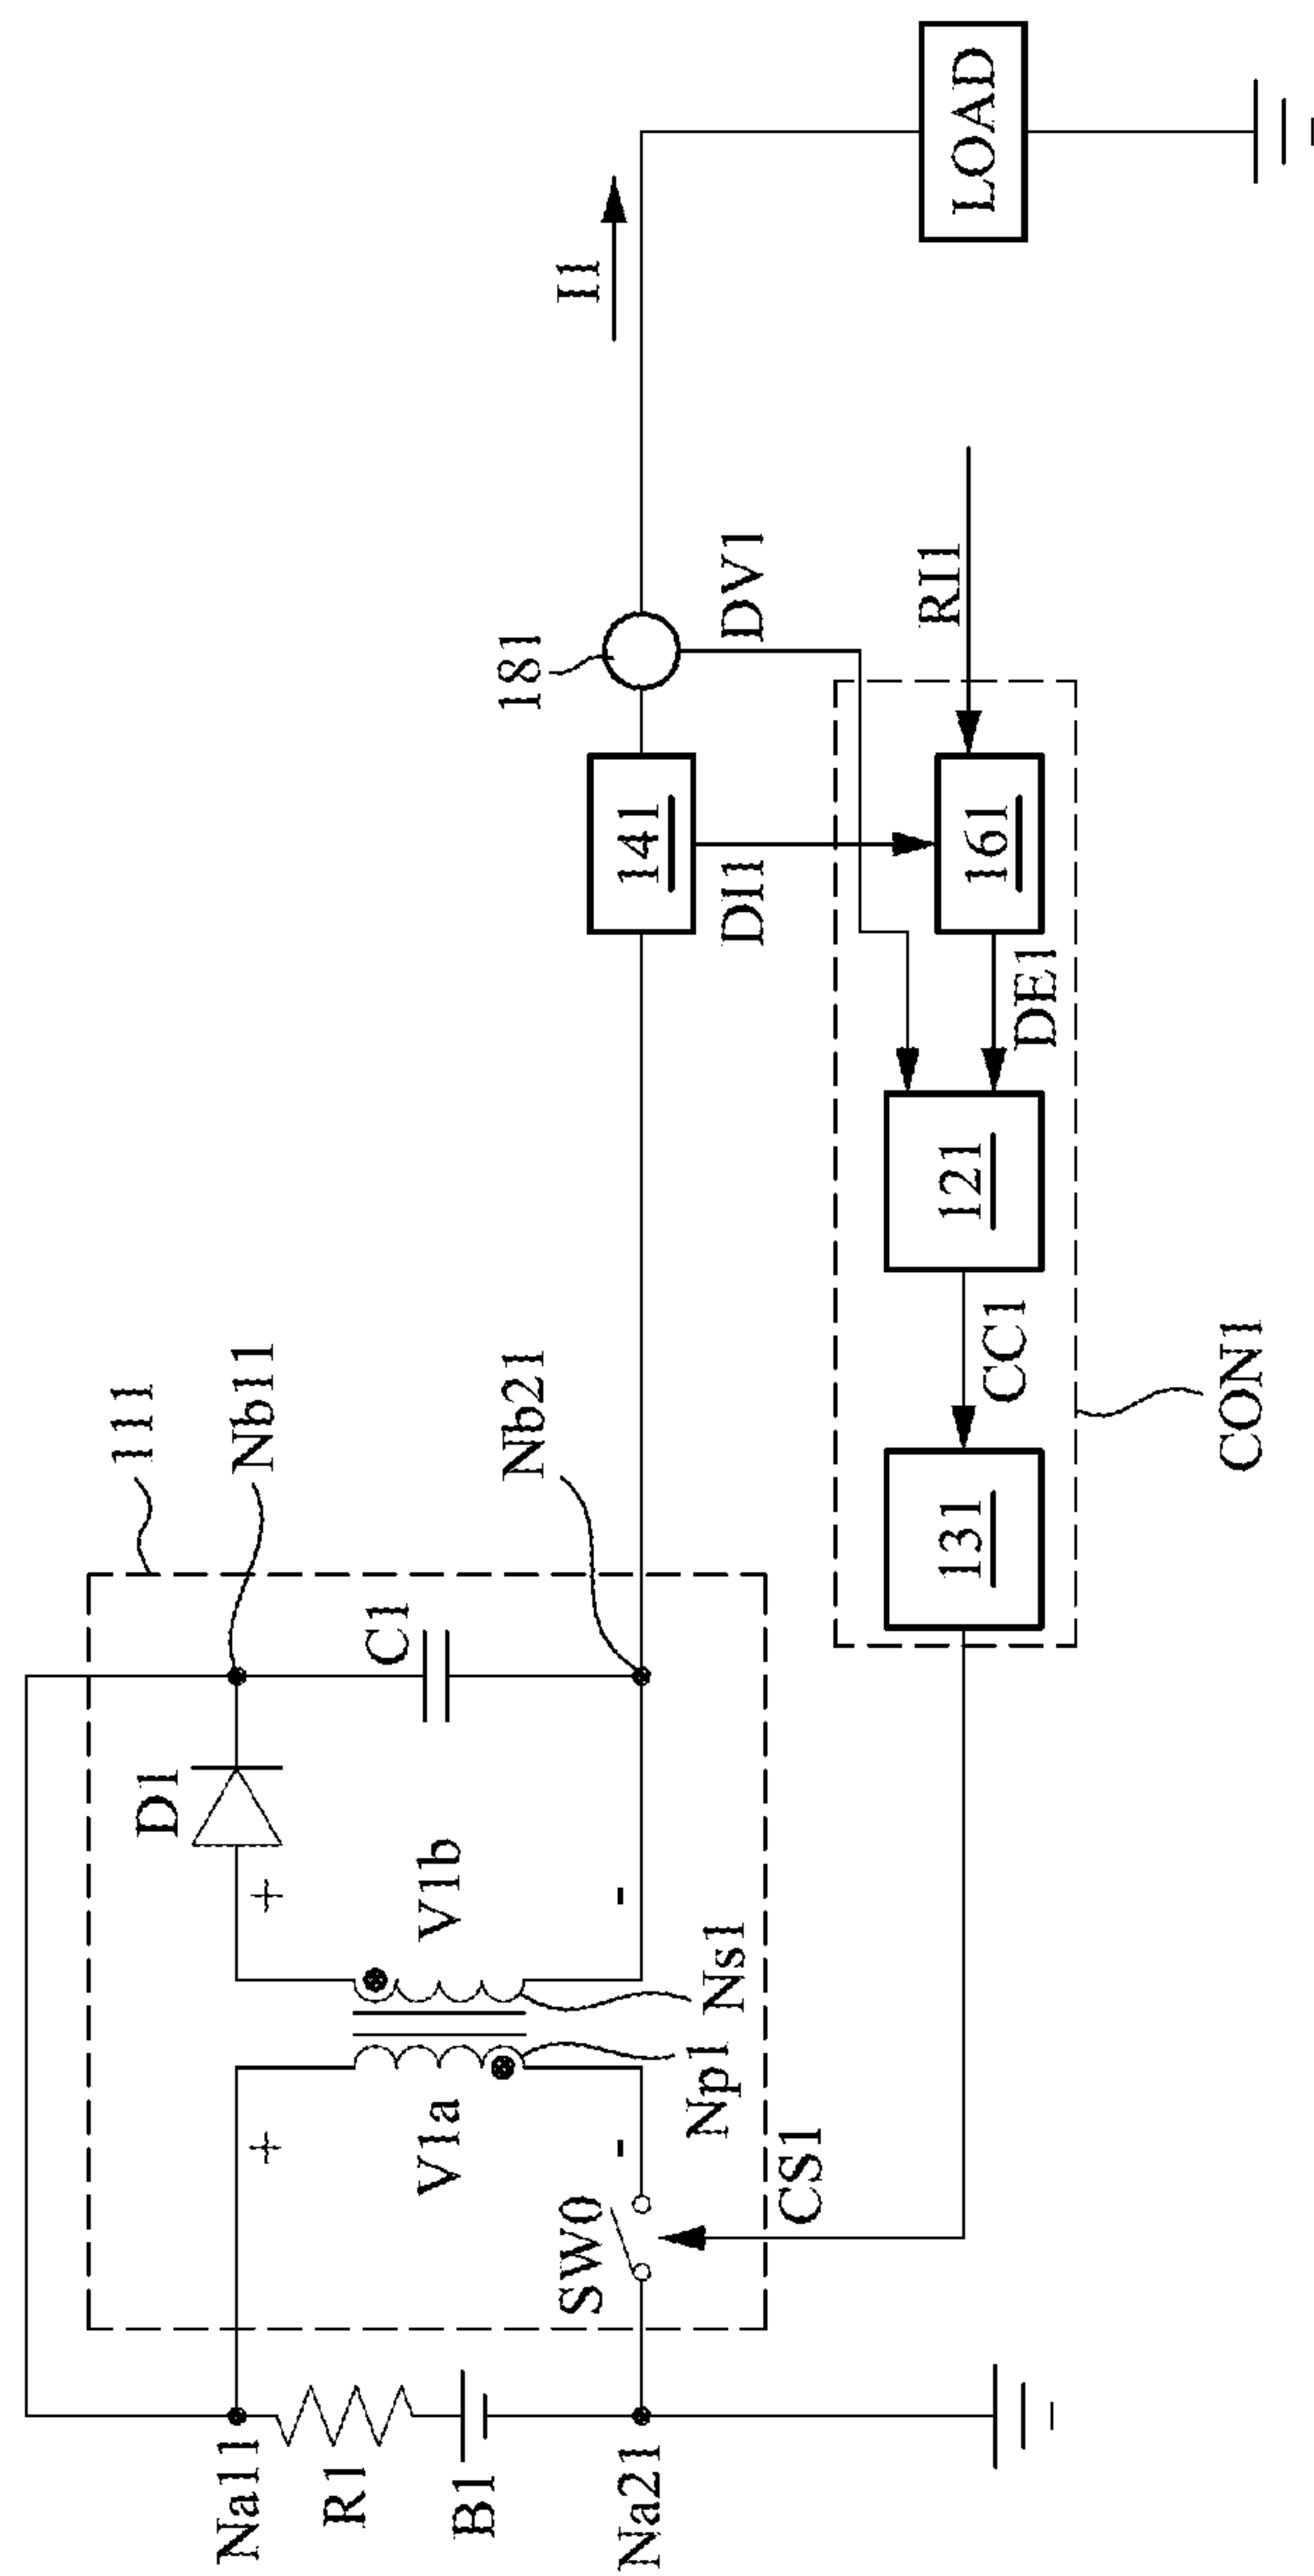 111
Nb11
D1
C1
Na11
R1
B1
Na21
V1a
V1b
SW0
Np1
Ns1
CS1
Nb21
141
181
I1
DI1
DV1
RI1
LOAD
131
CC1
121
DE1
161
CON1
+
-
+
-